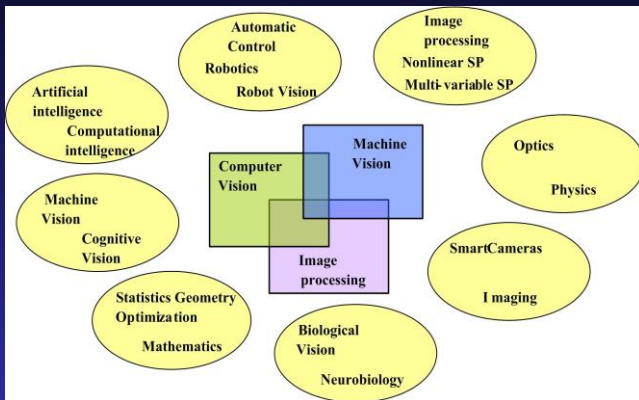 Automatic
Control
Robotics
Robot Vision
Image
processing
Nonlinear SP
Multi-variable SP
Artificial
intelligence
Computational
intelligence
Machine
Vision
Computer
Vision
Optics
Physics
Machine
Vision
Cognitive
Vision
Image
processing
SmartCameras
I maging
Statistics Geometry
Optimization
Mathematics
Biological
Vision
Neurobiology